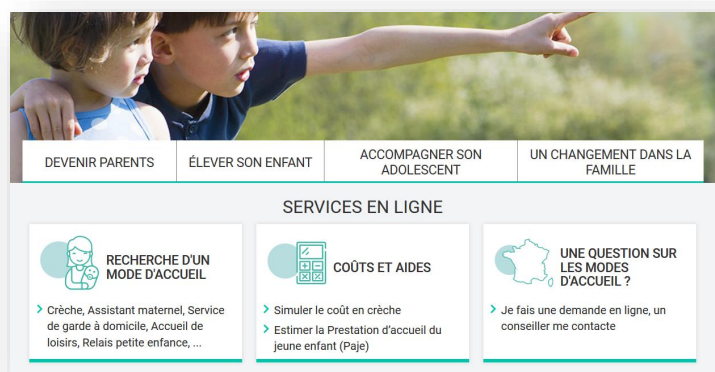 DEVENIR PARENTS
ÉLEVER SON ENFANT
ACCOMPAGNER SON
ADOLESCENT
UN CHANGEMENT DANS LA
FAMILLE
SERVICES EN LIGNE
RECHERCHE D'UN
MODE D'ACCUEIL
Crèche, Assistant maternel, Service
de garde à domicile, Accueil de
loisirs, Relais petite enfance, ...
COÛTS ET AIDES
Simuler le coût en crèche
Estimer la Prestation d'accueil du
jeune enfant (Paje)
UNE QUESTION SUR
LES MODES
D'ACCUEIL ?
Je fais une demande en ligne, un
conseiller me contacte